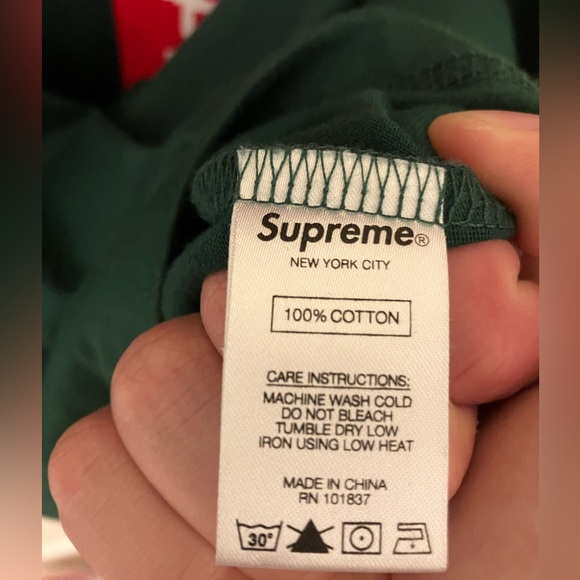 Supreme®
NEW YORK CITY
100% COTTON
CARE INSTRUCTIONS:
MACHINE WASH COLD
DO NOT BLEACH
TUMBLE DRY LOW
IRON USING LOW HEAT
MADE IN CHINA
RN 101837
30°